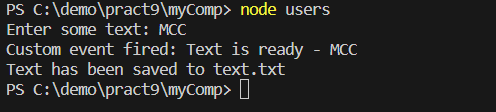 PS C:\demo\pract9\myComp> node users
Enter some text: MCC
Custom event fired: Text is ready - MCC
Text has been saved to text.txt
PS C:\demo\pract9\myComp>